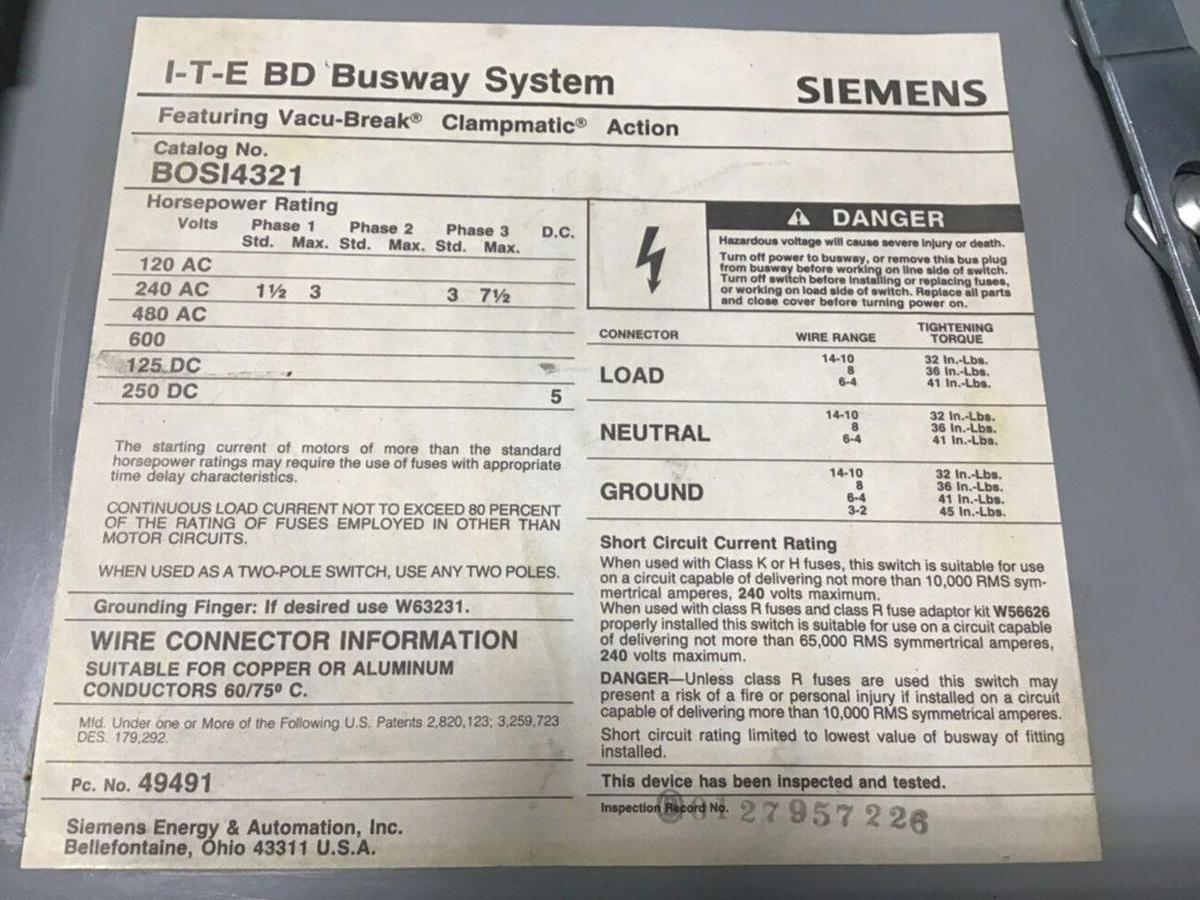 I-T-E BD Busway System
SIEMENS
Featuring Vacu-Break® Clampmatic® Action
Catalog No.
BOSI4321
Horsepower Rating
Volts Phase 1 Phase 2 Phase 3 D.C.
Std. Max. Std. Max. Std. Max.
120 AC
240 AC 1½ 3 3 7½
480 AC
600
125 DC
250 DC 5
The starting current of motors of more than the standard
horsepower ratings may require the use of fuses with appropriate
time delay characteristics.
CONTINUOUS LOAD CURRENT NOT TO EXCEED 80 PERCENT
OF THE RATING OF FUSES EMPLOYED IN OTHER THAN
MOTOR CIRCUITS.
WHEN USED AS A TWO-POLE SWITCH, USE ANY TWO POLES.
Grounding Finger: If desired use W63231.
WIRE CONNECTOR INFORMATION
SUITABLE FOR COPPER OR ALUMINUM
CONDUCTORS 60/75º C.
Mfd. Under one or More of the Following U.S. Patents 2,820,123; 3,259,723
DES. 179,292.
Pc. No. 49491
Siemens Energy & Automation, Inc.
Bellefontaine, Ohio 43311 U.S.A.
⚠ DANGER
Hazardous voltage will cause severe injury or death.
Turn off power to busway, or remove this bus plug
from busway before working on line side of switch.
Turn off switch before installing or replacing fuses,
or working on load side of switch. Replace all parts
and close cover before turning power on.
CONNECTOR WIRE RANGE TIGHTENING
TORQUE
14-10 32 In.-Lbs.
LOAD 8 36 In.-Lbs.
6-4 41 In.-Lbs.
14-10 32 In.-Lbs.
NEUTRAL 8 36 In.-Lbs.
6-4 41 In.-Lbs.
14-10 32 In.-Lbs.
8 36 In.-Lbs.
GROUND 6-4 41 In.-Lbs.
3-2 45 In.-Lbs.
Short Circuit Current Rating
When used with Class K or H fuses, this switch is suitable for use
on a circuit capable of delivering not more than 10,000 RMS sym-
mertrical amperes, 240 volts maximum.
When used with class R fuses and class R fuse adaptor kit W56626
properly installed this switch is suitable for use on a circuit capable
of delivering not more than 65,000 RMS symmertrical amperes,
240 volts maximum.
DANGER—Unless class R fuses are used this switch may
present a risk of a fire or personal injury if installed on a circuit
capable of delivering more than 10,000 RMS symmetrical amperes.
Short circuit rating limited to lowest value of busway of fitting
installed.
This device has been inspected and tested.
Inspection Record No. 27957226